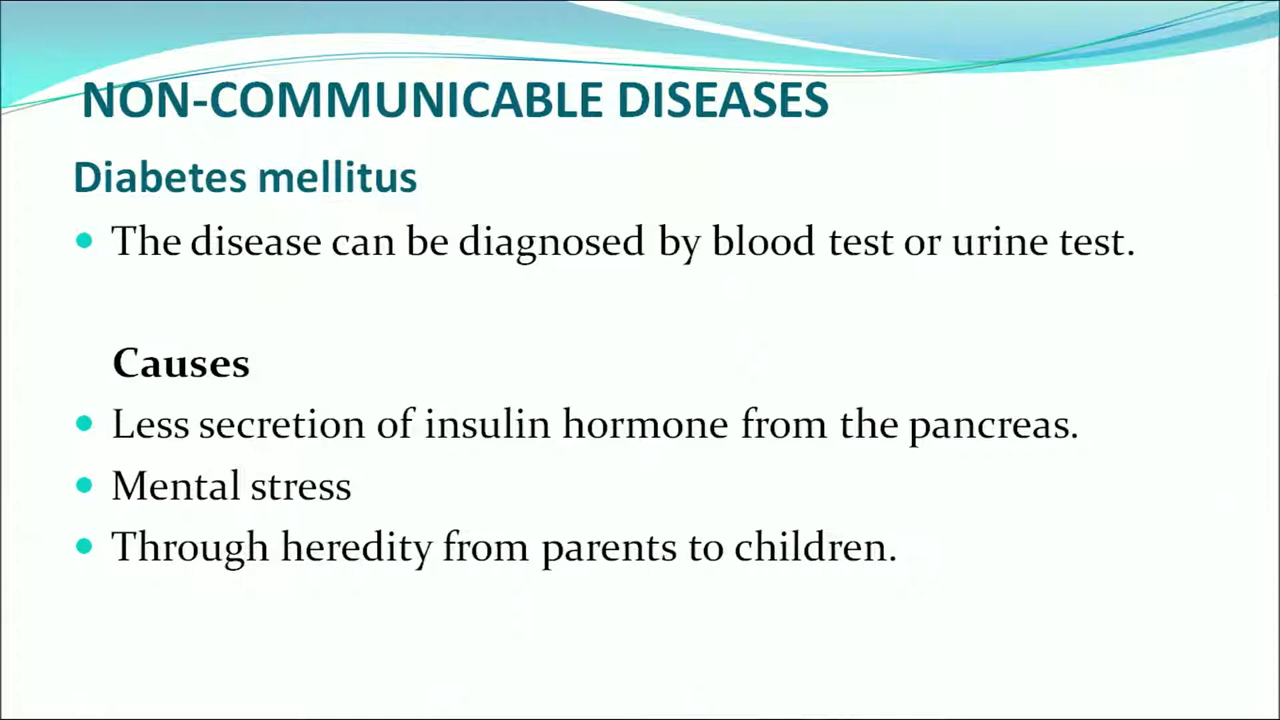 NON-COMMUNICABLE DISEASES
Diabetes mellitus
• The disease can be diagnosed by blood test or urine test.
Causes
• Less secretion of insulin hormone from the pancreas.
• Mental stress
• Through heredity from parents to children.